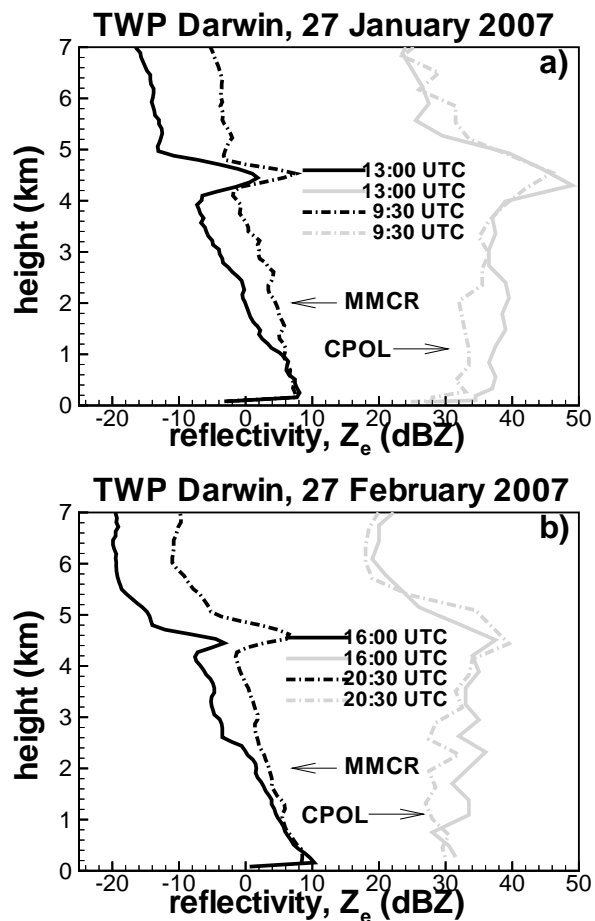 TWP Darwin, 27 January 2007
a)
7
6
5
4
3
2
1
0
height (km)
13:00 UTC
13:00 UTC
9:30 UTC
9:30 UTC
MMCR
CPOL
-20 -10 0 10 20 30 40 50
reflectivity, Z_e (dBZ)
TWP Darwin, 27 February 2007
b)
7
6
5
4
3
2
1
0
height (km)
16:00 UTC
16:00 UTC
20:30 UTC
20:30 UTC
MMCR
CPOL
-20 -10 0 10 20 30 40 50
reflectivity, Z_e (dBZ)